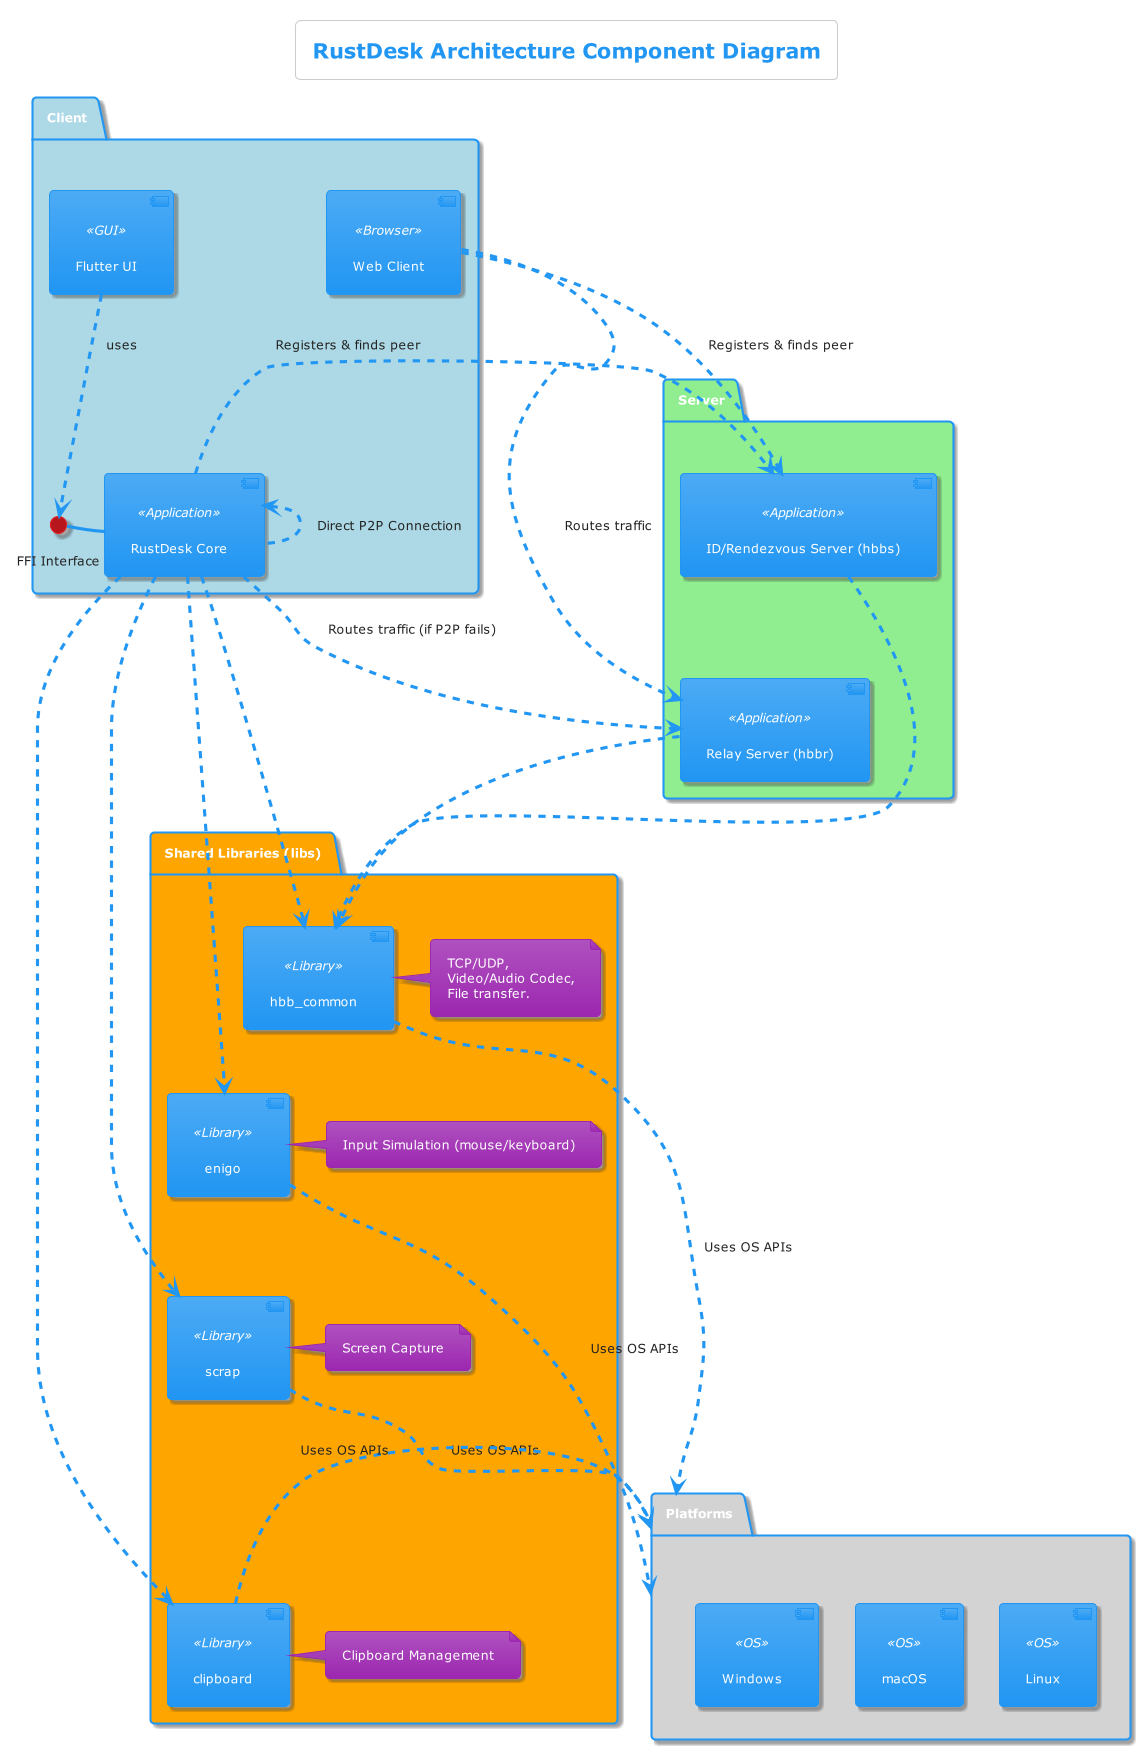 RustDesk Architecture Component Diagram
Client
«GUI»
Flutter UI
«Browser»
Web Client
uses
Registers & finds peer
Registers & finds peer
Server
«Application»
RustDesk Core
FFI Interface
Direct P2P Connection
Routes traffic
«Application»
ID/Rendezvous Server (hbbs)
Routes traffic (if P2P fails)
«Application»
Relay Server (hbbr)
Shared Libraries (libs)
«Library»
hbb_common
TCP/UDP,
Video/Audio Codec,
File transfer.
«Library»
enigo
Input Simulation (mouse/keyboard)
Uses OS APIs
«Library»
scrap
Screen Capture
Uses OS APIs
Uses OS APIs
Uses OS APIs
Platforms
«Library»
clipboard
Clipboard Management
«OS»
Windows
«OS»
macOS
«OS»
Linux